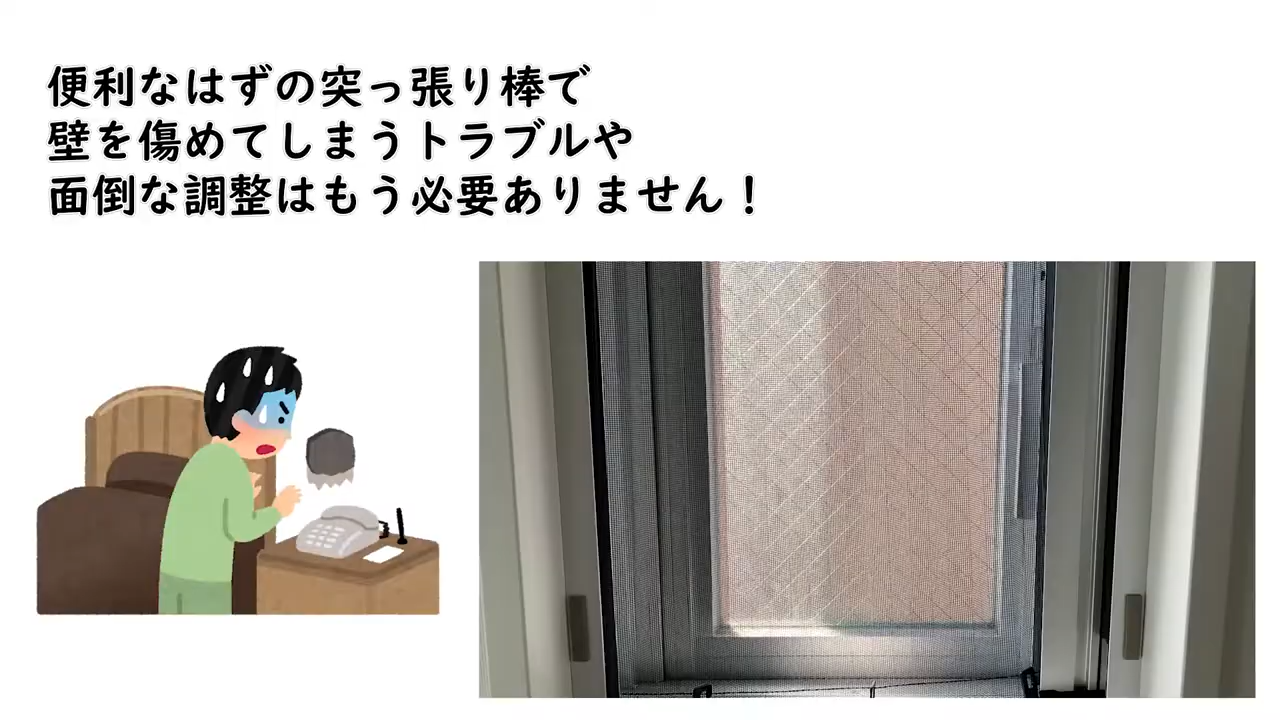 便利なはずの突っ張り棒で
壁を傷めてしまうトラブルや
面倒な調整はもう必要ありません！